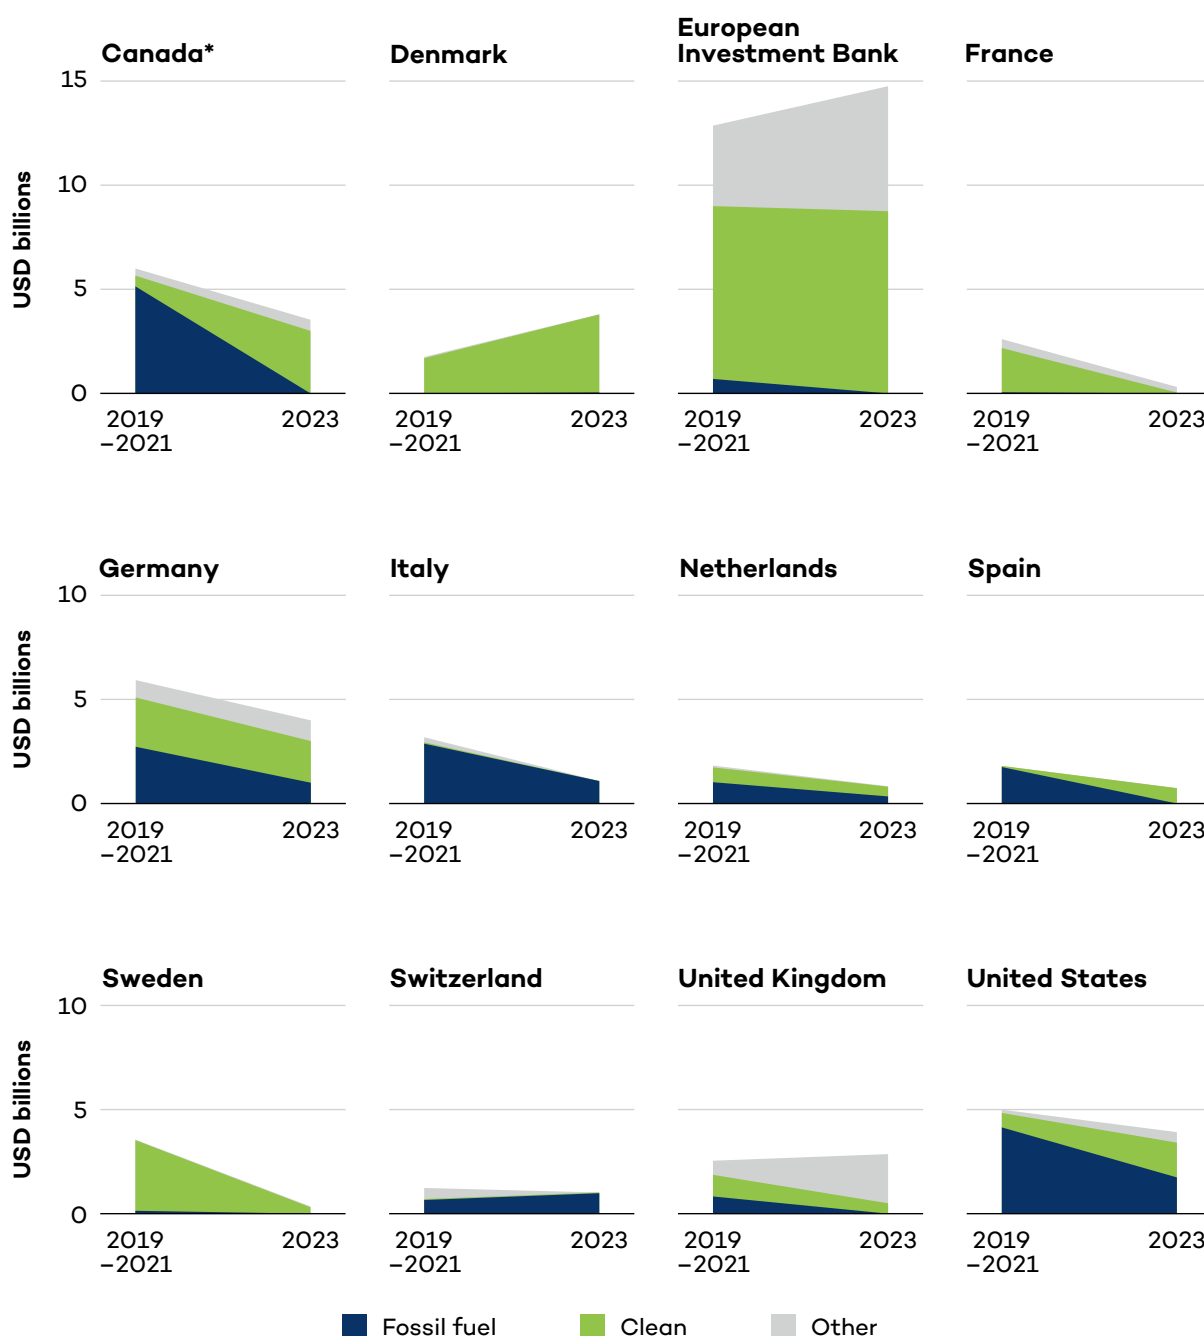 Canada*
Denmark
European
Investment Bank
France
USD billions
15
10
5
0
2019
–2021
2023
2019
–2021
2023
2019
–2021
2023
2019
–2021
2023
Germany
Italy
Netherlands
Spain
USD billions
10
5
0
2019
–2021
2023
2019
–2021
2023
2019
–2021
2023
2019
–2021
2023
Sweden
Switzerland
United Kingdom
United States
USD billions
10
5
0
2019
–2021
2023
2019
–2021
2023
2019
–2021
2023
2019
–2021
2023
Fossil fuel
Clean
Other